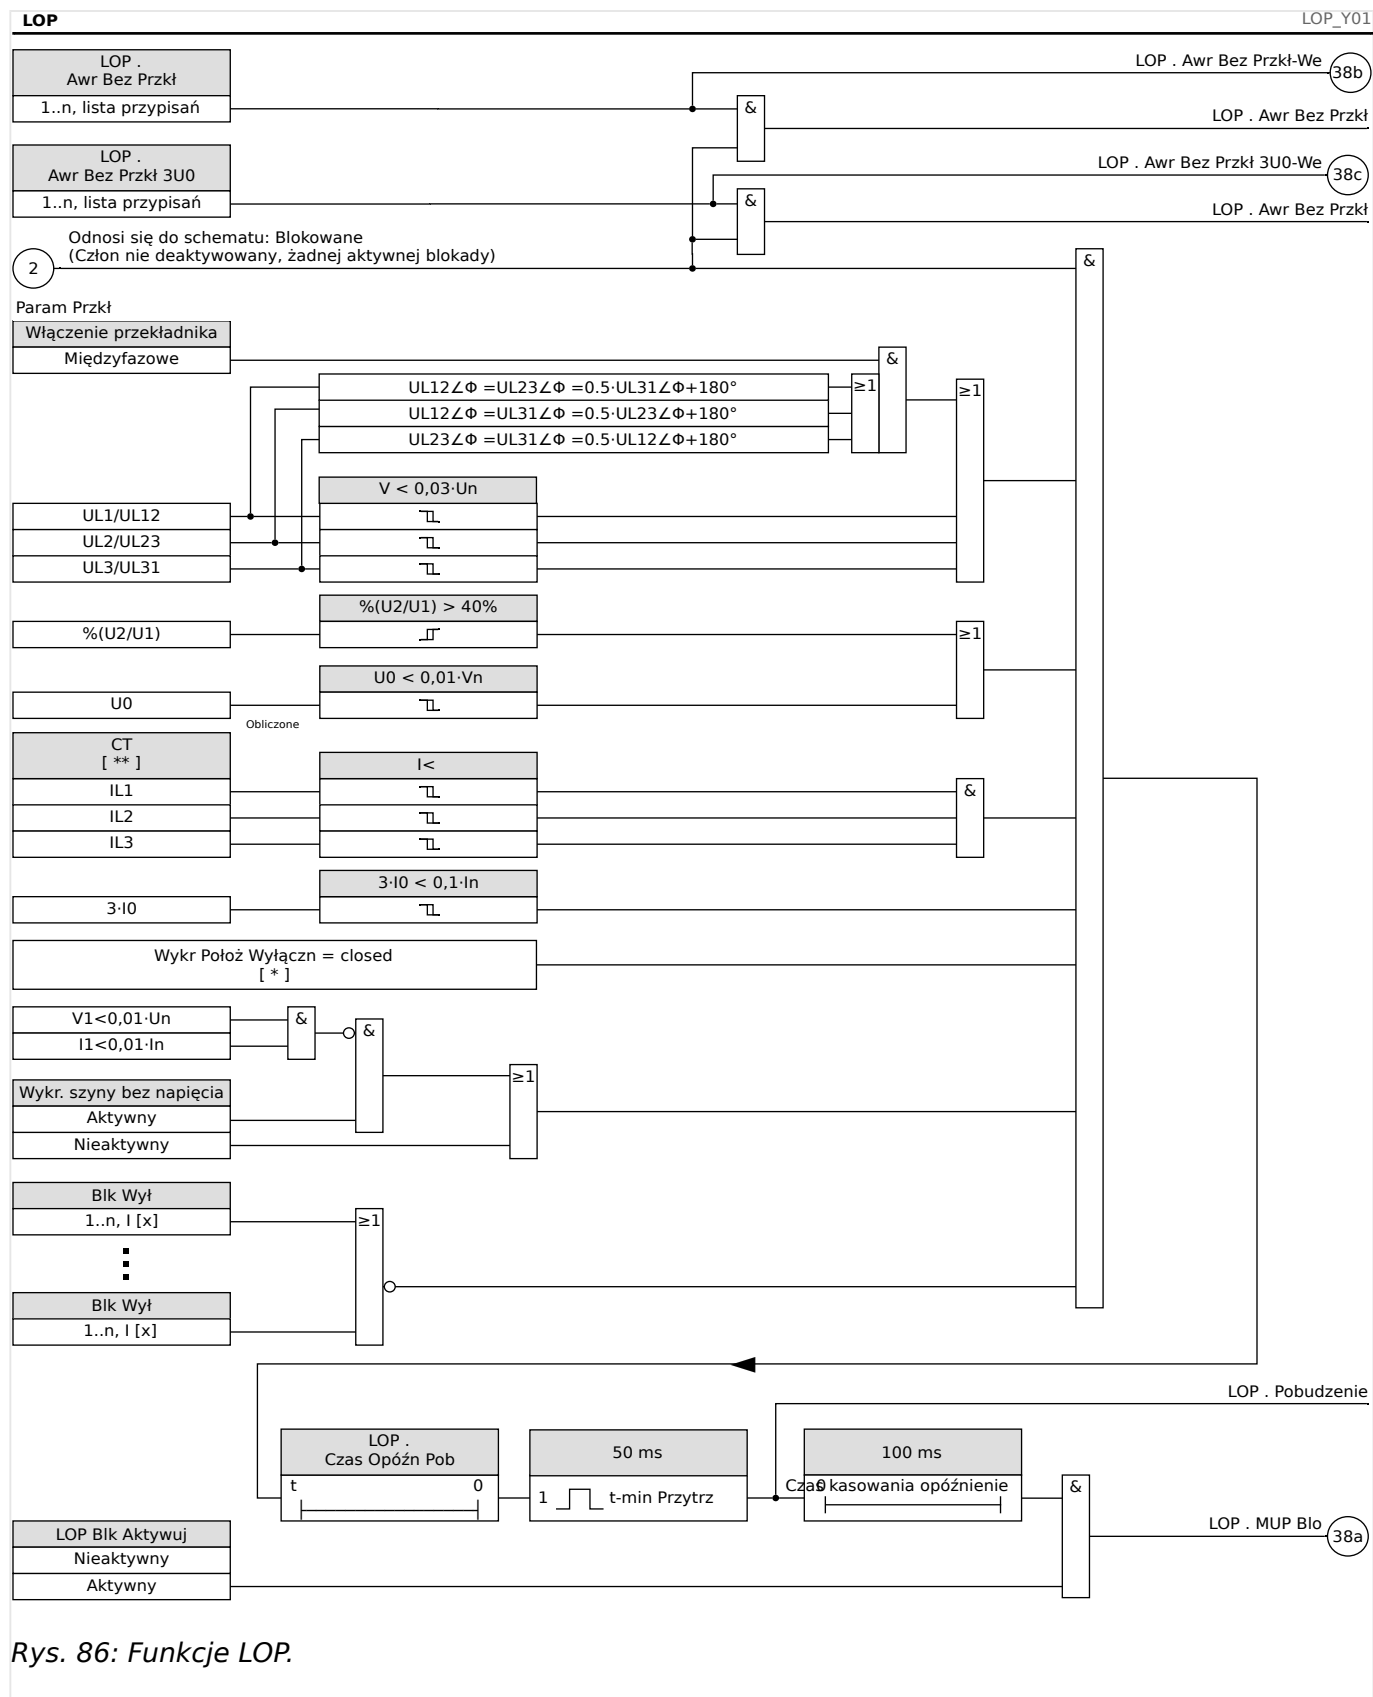 LOP
LOP_Y01
LOP .
Awr Bez Przkł
1..n, lista przypisań
LOP . Awr Bez Przkł-We
38b
&
LOP . Awr Bez Przkł
LOP .
Awr Bez Przkł 3U0
1..n, lista przypisań
LOP . Awr Bez Przkł 3U0-We
38c
&
LOP . Awr Bez Przkł
2
Odnosi się do schematu: Blokowane
(Człon nie deaktywowany, żadnej aktywnej blokady)
&
Param Przkł
Włączenie przekładnika
Międzyfazowe
&
UL12∠Φ =UL23∠Φ =0.5·UL31∠Φ+180°
UL12∠Φ =UL31∠Φ =0.5·UL23∠Φ+180°
UL23∠Φ =UL31∠Φ =0.5·UL12∠Φ+180°
≥1
≥1
V < 0,03·Un
UL1/UL12
UL2/UL23
UL3/UL31
%(U2/U1) > 40%
%(U2/U1)
≥1
U0 < 0,01·Vn
U0
Obliczone
CT
[ ** ]
I<
IL1
IL2
IL3
&
3·I0 < 0,1·In
3·I0
Wykr Położ Wyłączn = closed
[ * ]
V1<0,01·Un
I1<0,01·In
&
&
Wykr. szyny bez napięcia
Aktywny
Nieaktywny
≥1
Blk Wył
1..n, I [x]
≥1
Blk Wył
1..n, I [x]
LOP . Pobudzenie
LOP .
Czas Opóźn Pob
t
0
50 ms
1
t-min Przytrz
100 ms
0
Czas kasowania opóźnienie
&
LOP Blk Aktywuj
Nieaktywny
Aktywny
LOP . MUP Blo
38a
Rys. 86: Funkcje LOP.